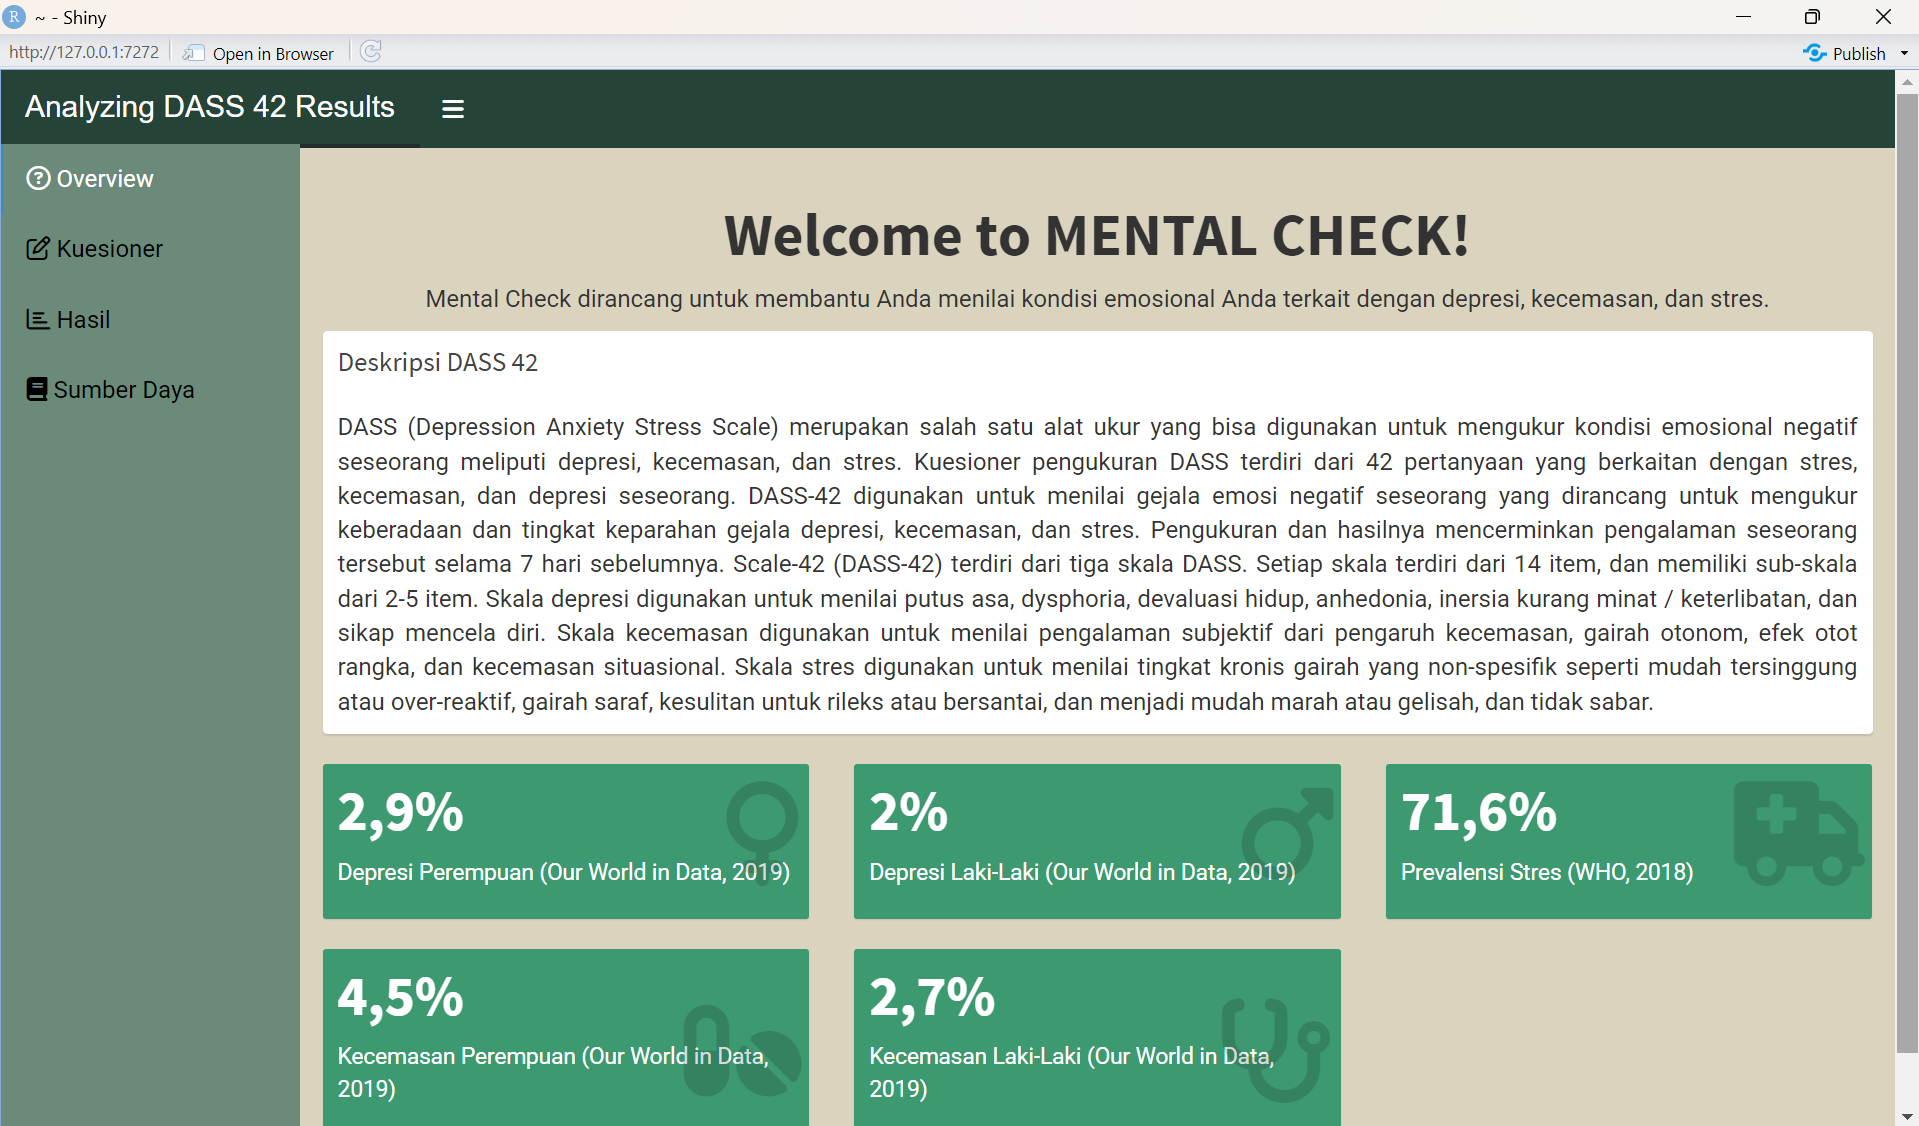 ~ - Shiny
http://127.0.0.1:7272
Open in Browser
Publish
Analyzing DASS 42 Results
Overview
Kuesioner
Hasil
Sumber Daya
Welcome to MENTAL CHECK!
Mental Check dirancang untuk membantu Anda menilai kondisi emosional Anda terkait dengan depresi, kecemasan, dan stres.
Deskripsi DASS 42
DASS (Depression Anxiety Stress Scale) merupakan salah satu alat ukur yang bisa digunakan untuk mengukur kondisi emosional negatif
seseorang meliputi depresi, kecemasan, dan stres. Kuesioner pengukuran DASS terdiri dari 42 pertanyaan yang berkaitan dengan stres,
kecemasan, dan depresi seseorang. DASS-42 digunakan untuk menilai gejala emosi negatif seseorang yang dirancang untuk mengukur
keberadaan dan tingkat keparahan gejala depresi, kecemasan, dan stres. Pengukuran dan hasilnya mencerminkan pengalaman seseorang
tersebut selama 7 hari sebelumnya. Scale-42 (DASS-42) terdiri dari tiga skala DASS. Setiap skala terdiri dari 14 item, dan memiliki sub-skala
dari 2-5 item. Skala depresi digunakan untuk menilai putus asa, dysphoria, devaluasi hidup, anhedonia, inersia kurang minat / keterlibatan, dan
sikap mencela diri. Skala kecemasan digunakan untuk menilai pengalaman subjektif dari pengaruh kecemasan, gairah otonom, efek otot
rangka, dan kecemasan situasional. Skala stres digunakan untuk menilai tingkat kronis gairah yang non-spesifik seperti mudah tersinggung
atau over-reaktif, gairah saraf, kesulitan untuk rileks atau bersantai, dan menjadi mudah marah atau gelisah, dan tidak sabar.
2,9%
Depresi Perempuan (Our World in Data, 2019)
2%
Depresi Laki-Laki (Our World in Data, 2019)
71,6%
Prevalensi Stres (WHO, 2018)
4,5%
Kecemasan Perempuan (Our World in Data,
2019)
2,7%
Kecemasan Laki-Laki (Our World in Data,
2019)